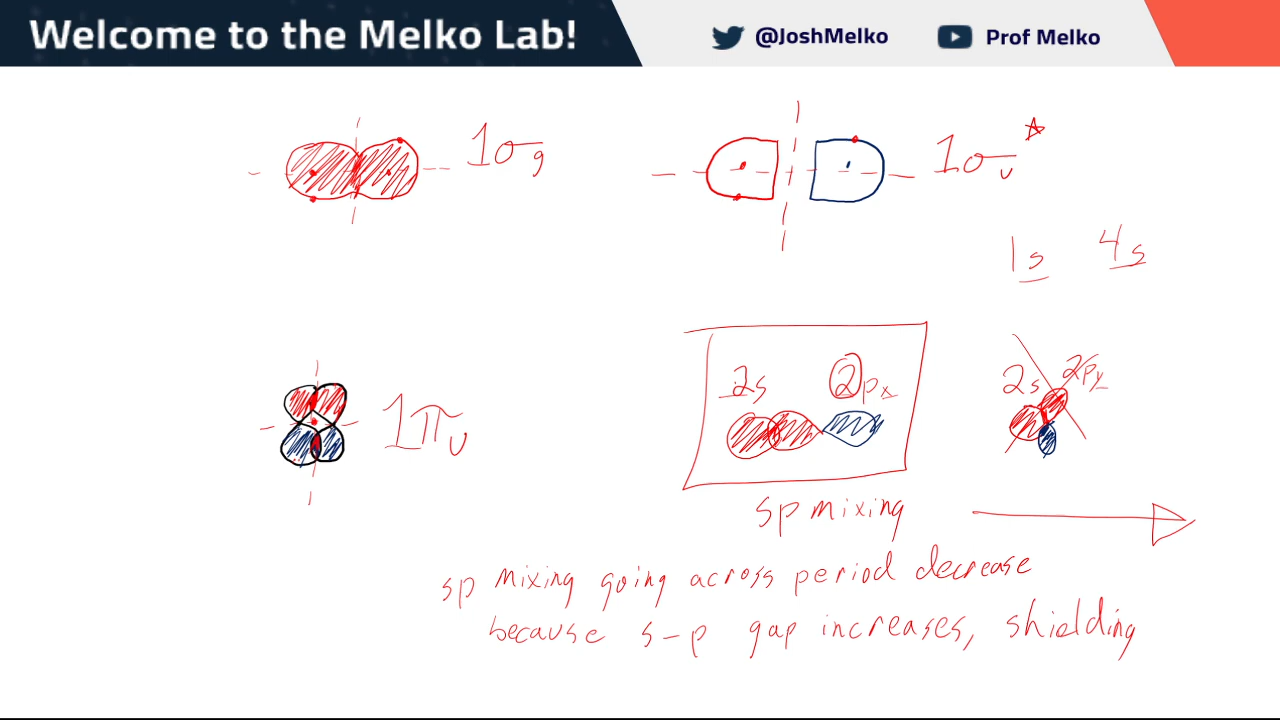 Welcome to the Melko Lab!
@JoshMelko
Prof Melko
1σg
1σu*
1s 4s
1πu
2s 2px
2s 2py
sp mixing
sp mixing going across period decrease
because s-p gap increases, shielding